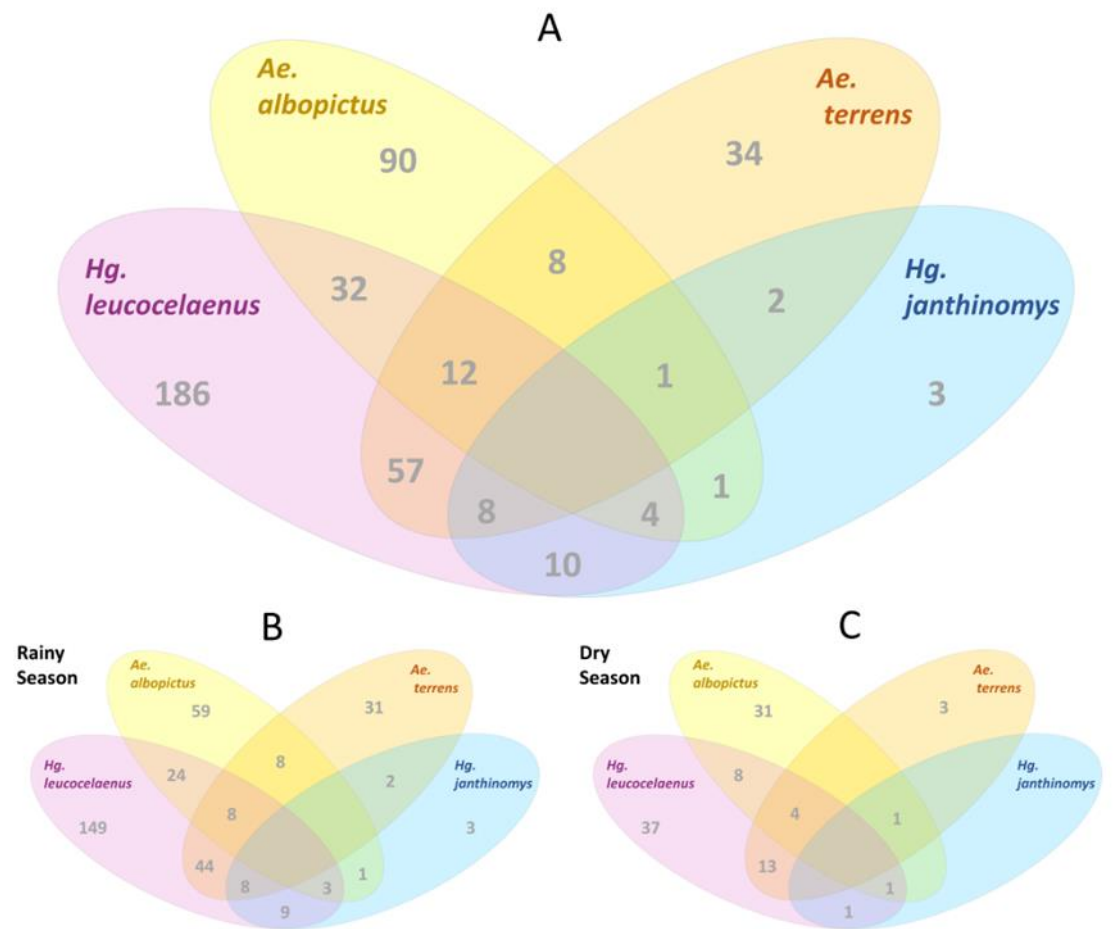 A
Ae.
albopictus
Ae.
terrens
90
34
Hg.
leucocelaenus
Hg.
janthinomys
8
32
2
12
1
186
3
57
1
8
4
10
B
C
Rainy
Season
Ae.
albopictus
Ae.
terrens
59
31
Hg.
leucocelaenus
Hg.
janthinomys
8
24
2
8
149
3
44
1
8
3
9
Dry
Season
Ae.
albopictus
Ae.
terrens
31
3
Hg.
leucocelaenus
Hg.
janthinomys
8
4
1
37
13
1
1